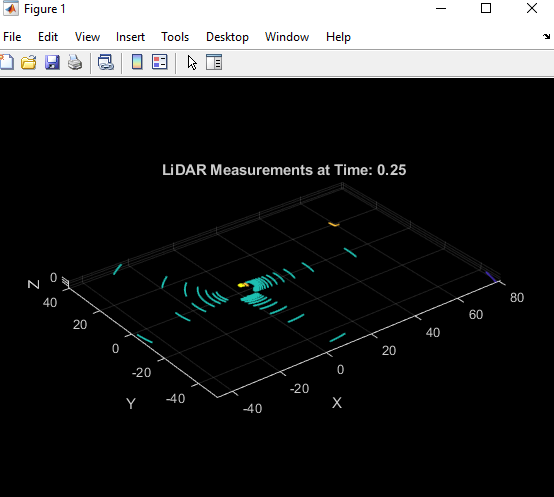 Figure 1
File Edit View Insert Tools Desktop Window Help
LiDAR Measurements at Time: 0.25
Z
0
40
20
0
-20
-40
Y
-40
-20
0
20
40
60
80
X